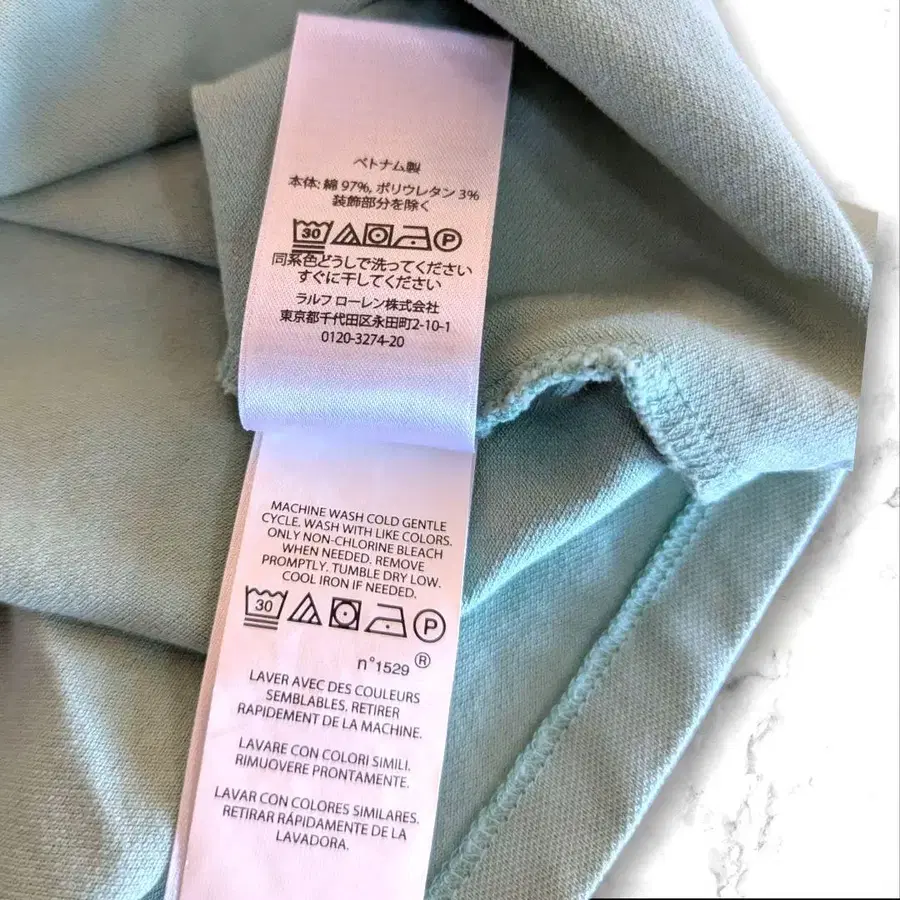 ベトナム製
本体: 綿 97%, ポリウレタン 3%
装飾部分を除く
30 P
同系色どうしで洗ってください
すぐに干してください
ラルフ ローレン株式会社
東京都千代田区永田町2-10-1
0120-3274-20
MACHINE WASH COLD GENTLE
CYCLE. WASH WITH LIKE COLORS.
ONLY NON-CHLORINE BLEACH
WHEN NEEDED. REMOVE
PROMPTLY. TUMBLE DRY LOW.
COOL IRON IF NEEDED.
30 P
n°1529 ®
LAVER AVEC DES COULEURS
SEMBLABLES. RETIRER
RAPIDEMENT DE LA MACHINE.
LAVARE CON COLORI SIMILI.
RIMUOVERE PRONTAMENTE.
LAVAR CON COLORES SIMILARES.
RETIRAR RÁPIDAMENTE DE LA
LAVADORA.